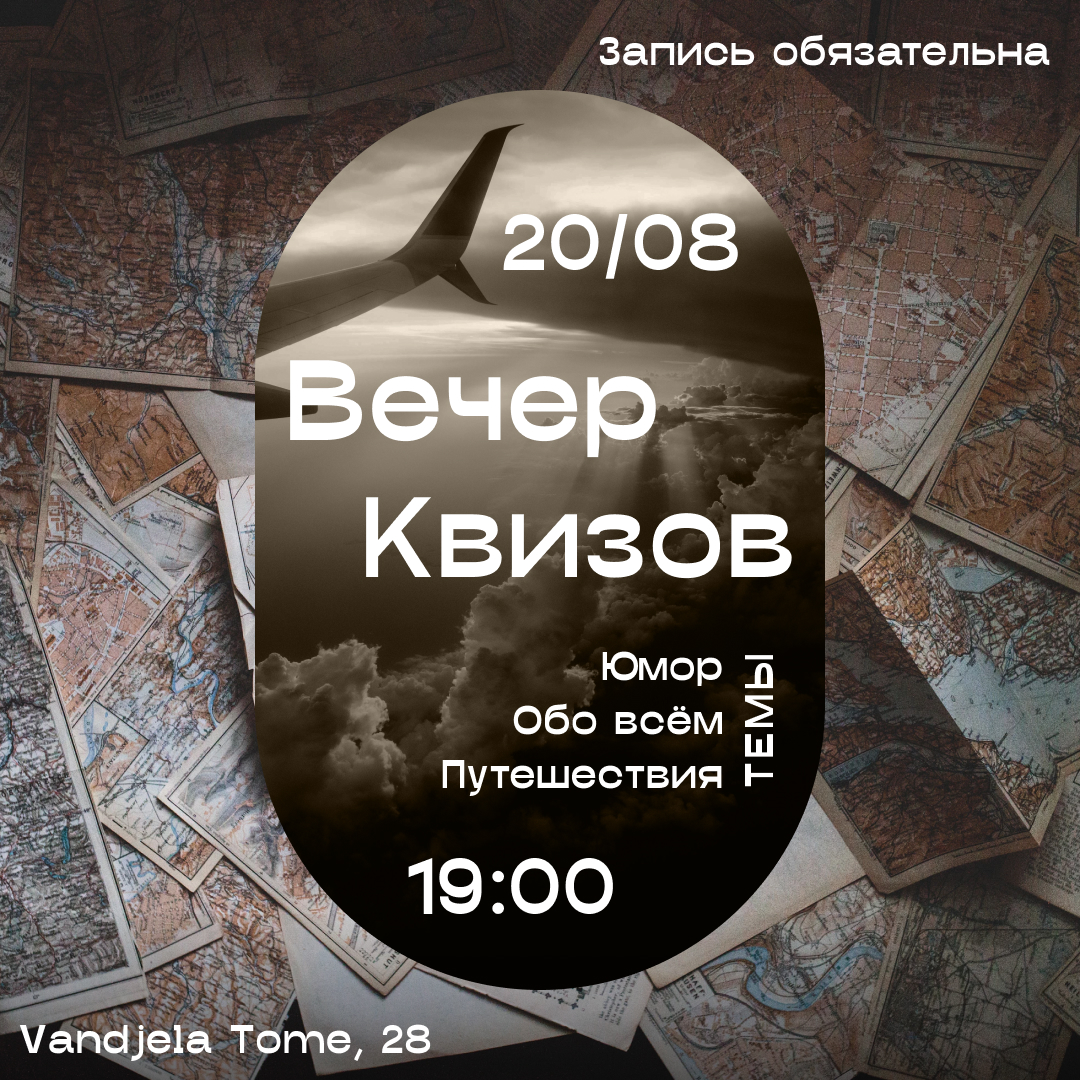 Запись обязательна
20/08
Вечер
Квизов
Юмор
Обо всём
Путешествия
ТЕМЫ
19:00
Vandjela Tome, 28